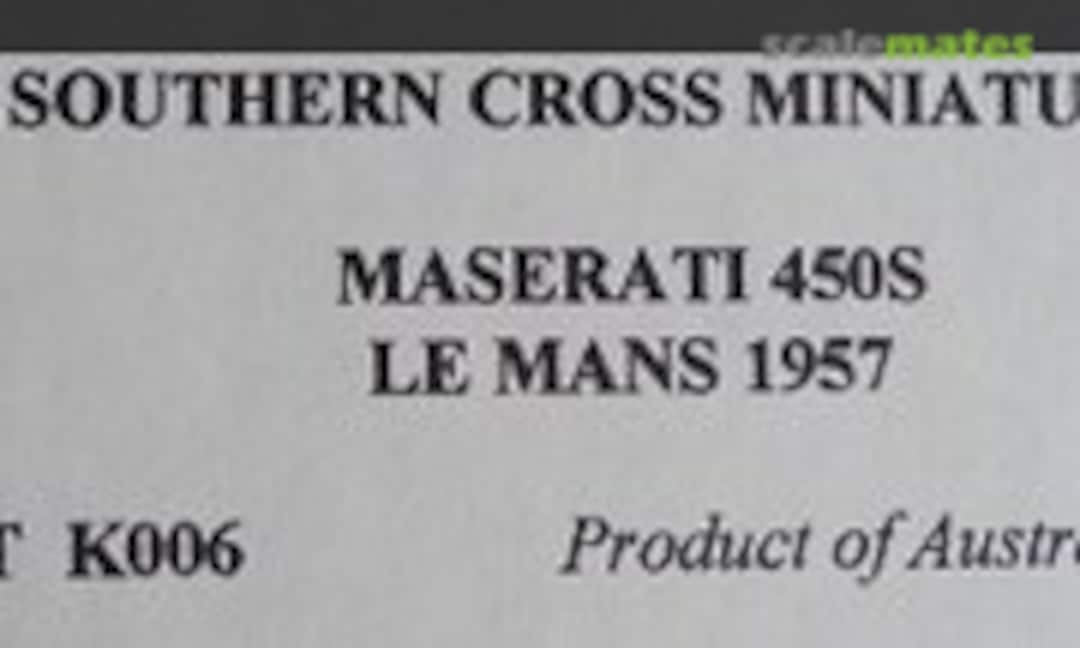 scalemates
SOUTHERN CROSS MINIATU
MASERATI 450S
LE MANS 1957
T K006 Product of Austr